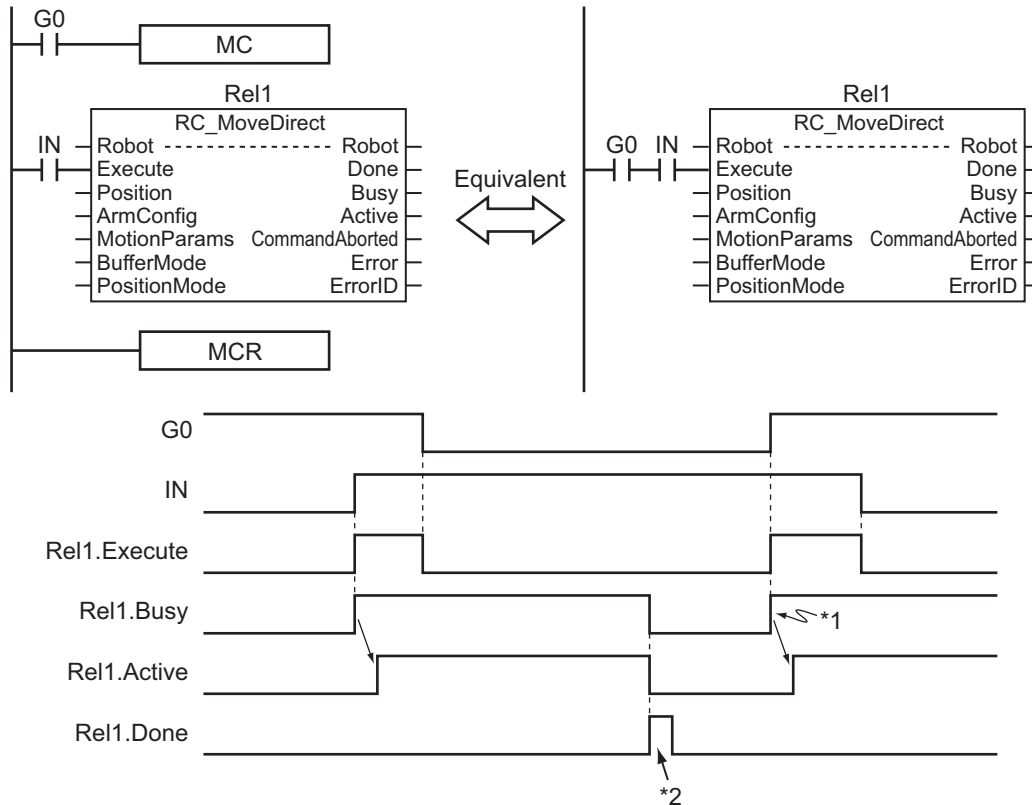 G0
MC
Rel1
RC_MoveDirect
IN
Robot Robot
Execute Done
Position Busy
ArmConfig Active
MotionParams CommandAborted
BufferMode Error
PositionMode ErrorID
MCR
Equivalent
Rel1
RC_MoveDirect
G0 IN
Robot Robot
Execute Done
Position Busy
ArmConfig Active
MotionParams CommandAborted
BufferMode Error
PositionMode ErrorID
G0
IN
Rel1.Execute
Rel1.Busy
*1
Rel1.Active
Rel1.Done
*2